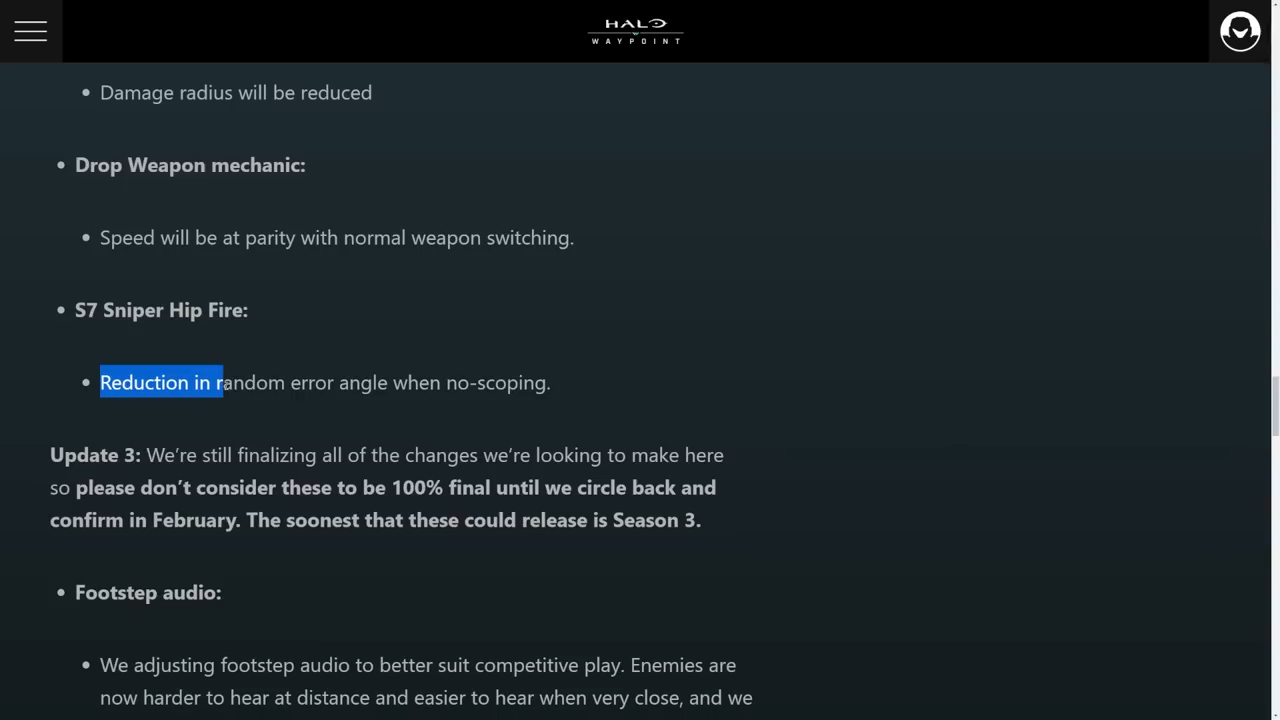 HALO
WAYPOINT
Damage radius will be reduced
Drop Weapon mechanic:
Speed will be at parity with normal weapon switching.
S7 Sniper Hip Fire:
Reduction in random error angle when no-scoping.
Update 3: We’re still finalizing all of the changes we’re looking to make here
so please don’t consider these to be 100% final until we circle back and
confirm in February. The soonest that these could release is Season 3.
Footstep audio:
We adjusting footstep audio to better suit competitive play. Enemies are
now harder to hear at distance and easier to hear when very close, and we